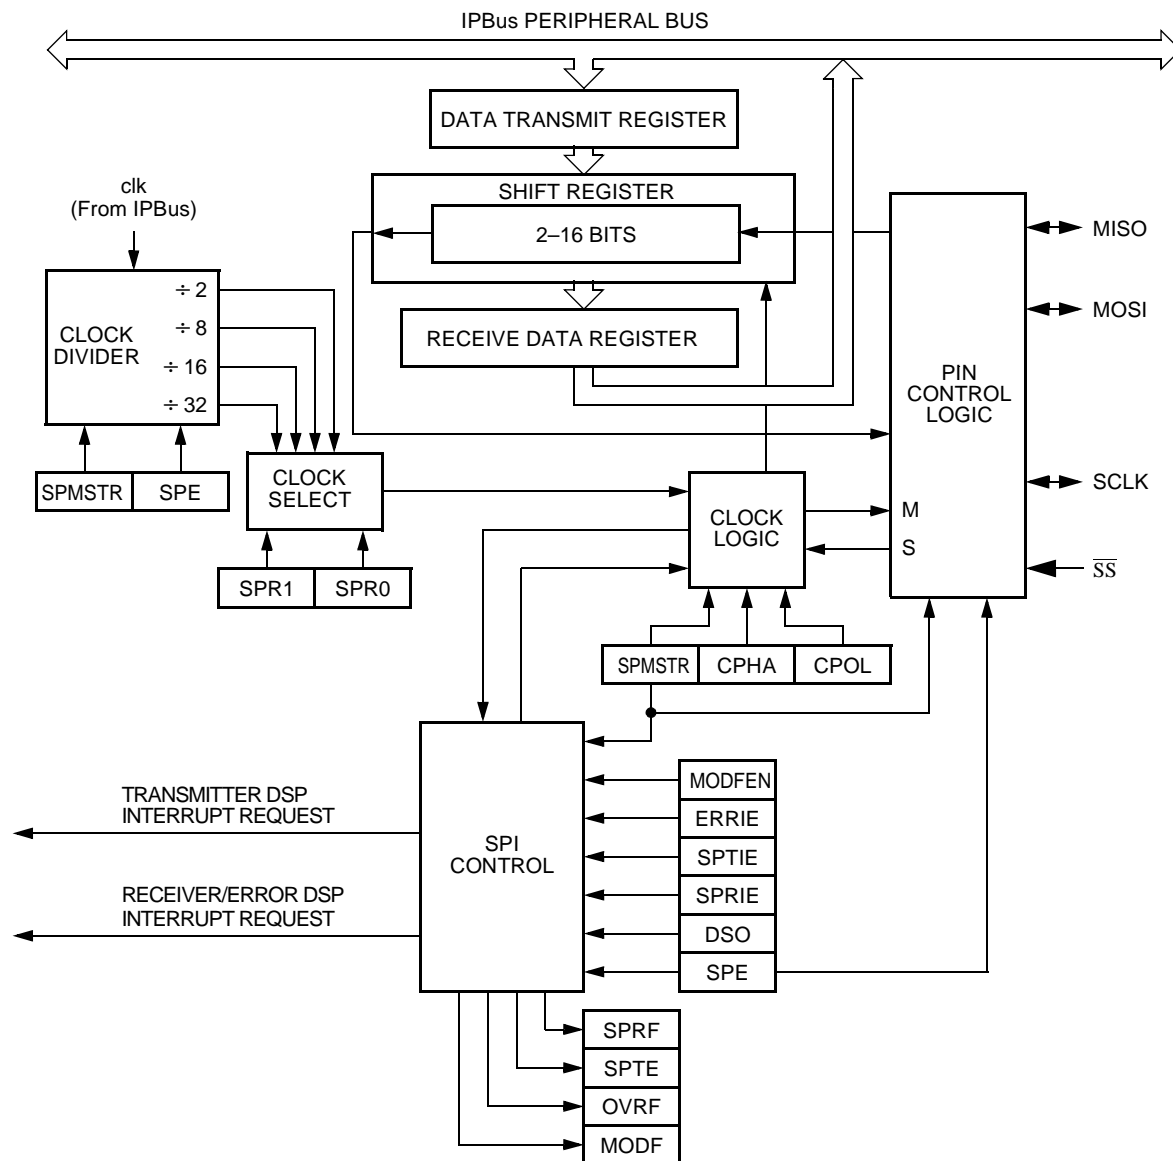 IPBus PERIPHERAL BUS
DATA TRANSMIT REGISTER
SHIFT REGISTER
2–16 BITS
RECEIVE DATA REGISTER
clk
(From IPBus)
CLOCK
DIVIDER
÷ 2
÷ 8
÷ 16
÷ 32
SPMSTR
SPE
CLOCK
SELECT
SPR1
SPR0
CLOCK
LOGIC
PIN
CONTROL
LOGIC
M
S
MISO
MOSI
SCLK
SS
SPMSTR
CPHA
CPOL
SPI
CONTROL
TRANSMITTER DSP
INTERRUPT REQUEST
RECEIVER/ERROR DSP
INTERRUPT REQUEST
MODFEN
ERRIE
SPTIE
SPRIE
DSO
SPE
SPRF
SPTE
OVRF
MODF